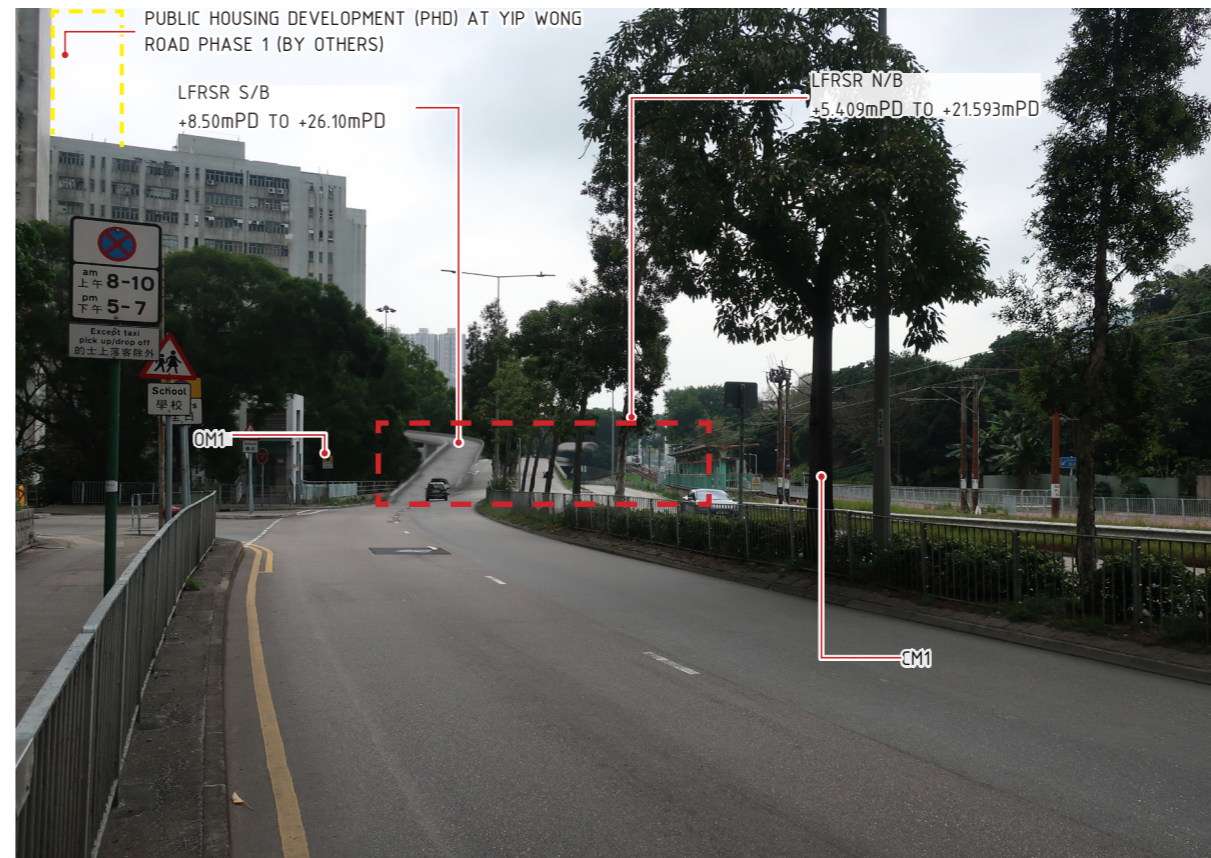 PUBLIC HOUSING DEVELOPMENT (PHD) AT YIP WONG
ROAD PHASE 1 (BY OTHERS)
LFRSR S/B
+8.50mPD TO +26.10mPD
LFRSR N/B
+5.409mPD TO +21.593mPD
am
上午 8-10
pm
下午 5-7
Except taxi
pick up/drop off
的士上落客除外
School
學校
OM1
CM1